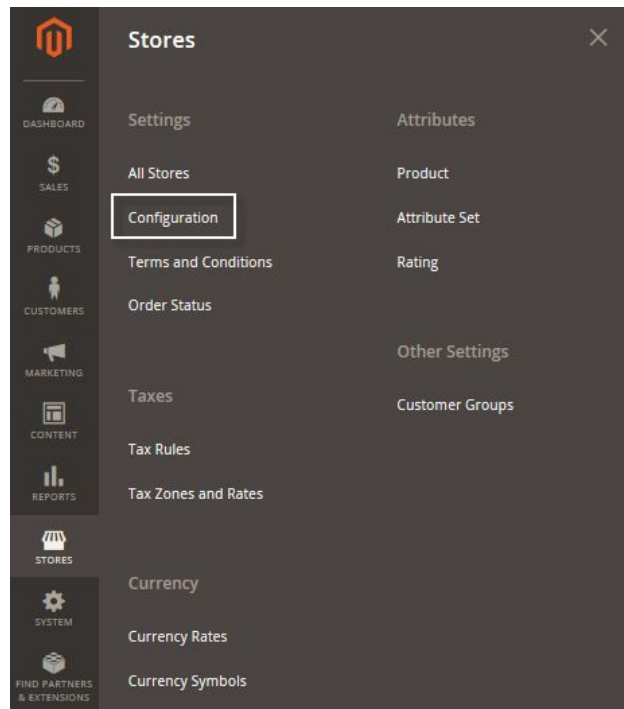 DASHBOARD
SALES
PRODUCTS
CUSTOMERS
MARKETING
CONTENT
REPORTS
STORES
SYSTEM
FIND PARTNERS
& EXTENSIONS
Stores
Settings
All Stores
Configuration
Terms and Conditions
Order Status
Taxes
Tax Rules
Tax Zones and Rates
Currency
Currency Rates
Currency Symbols
Attributes
Product
Attribute Set
Rating
Other Settings
Customer Groups